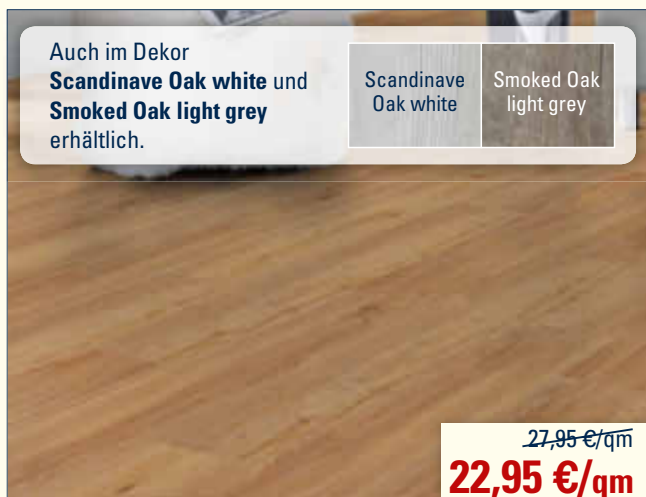 Auch im Dekor
Scandinave Oak white und
Smoked Oak light grey
erhältlich.
Scandinave
Oak white
Smoked Oak
light grey
27,95 €/qm
22,95 €/qm